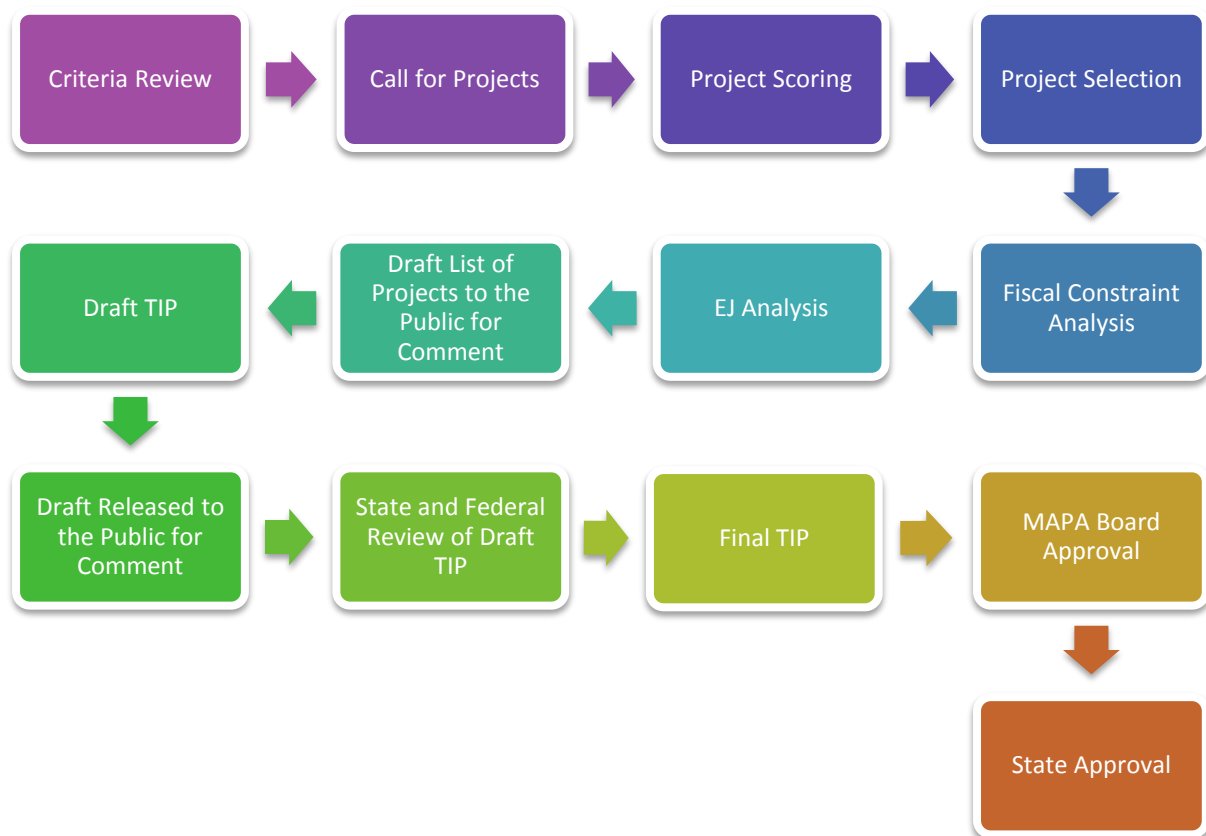 Criteria Review
Call for Projects
Project Scoring
Project Selection
Fiscal Constraint
Analysis
EJ Analysis
Draft List of
Projects to the
Public for
Comment
Draft TIP
Draft Released to
the Public for
Comment
State and Federal
Review of Draft
TIP
Final TIP
MAPA Board
Approval
State Approval